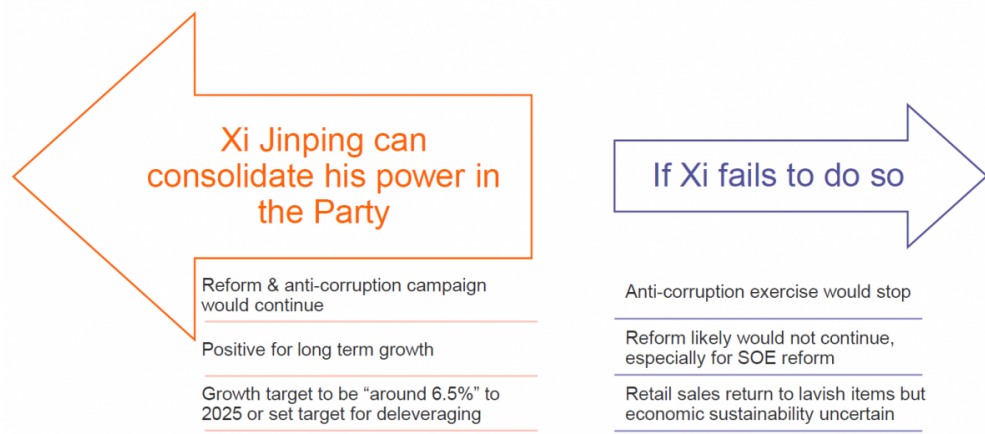 Xi Jinping can
consolidate his power in
the Party
Reform & anti-corruption campaign
would continue
Positive for long term growth
Growth target to be “around 6.5%” to
2025 or set target for deleveraging
If Xi fails to do so
Anti-corruption exercise would stop
Reform likely would not continue,
especially for SOE reform
Retail sales return to lavish items but
economic sustainability uncertain